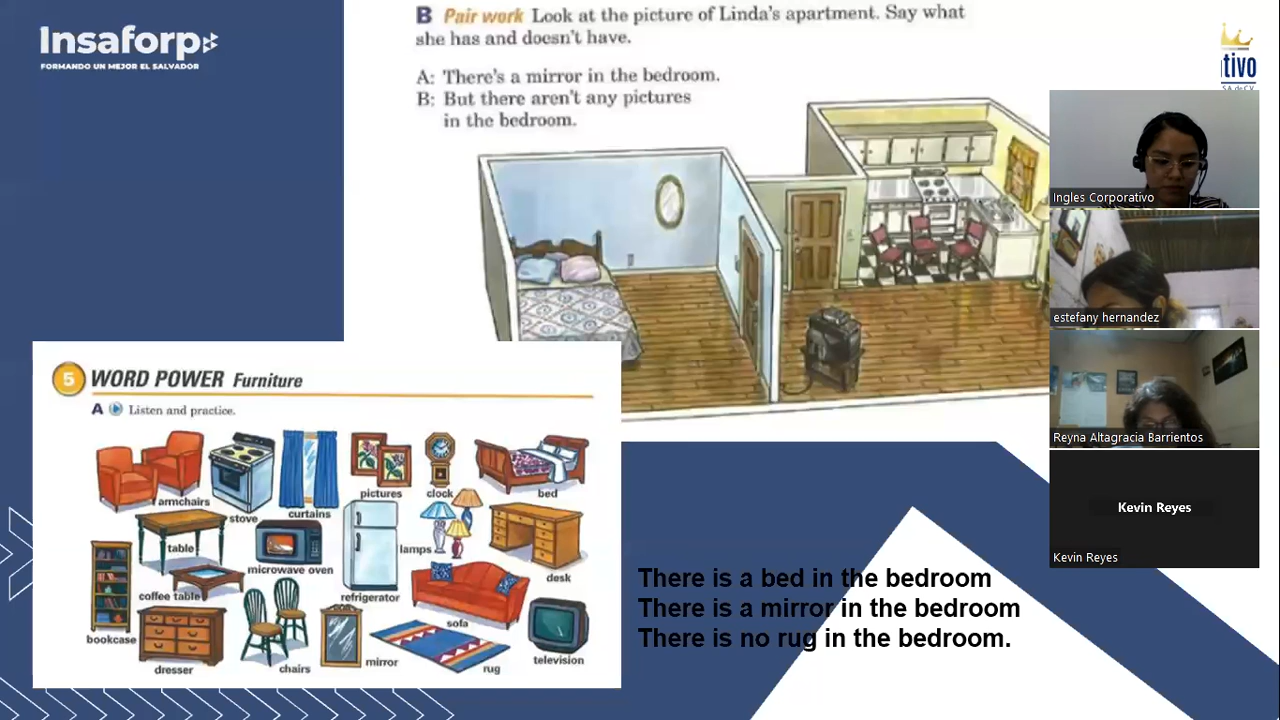 Insaforp
FORMANDO UN MEJOR EL SALVADOR
B Pair work Look at the picture of Linda's apartment. Say what
she has and doesn't have.
A: There's a mirror in the bedroom.
B: But there aren't any pictures
in the bedroom.
tivo
S.A. de C.V.
Ingles Corporativo
estefany hernandez
Reyna Altagracia Barrientos
Kevin Reyes
Kevin Reyes
5 WORD POWER Furniture
A Listen and practice.
armchairs
stove
curtains
pictures
clock
bed
table
microwave oven
refrigerator
lamps
desk
coffee table
bookcase
dresser
chairs
mirror
rug
sofa
television
There is a bed in the bedroom
There is a mirror in the bedroom
There is no rug in the bedroom.